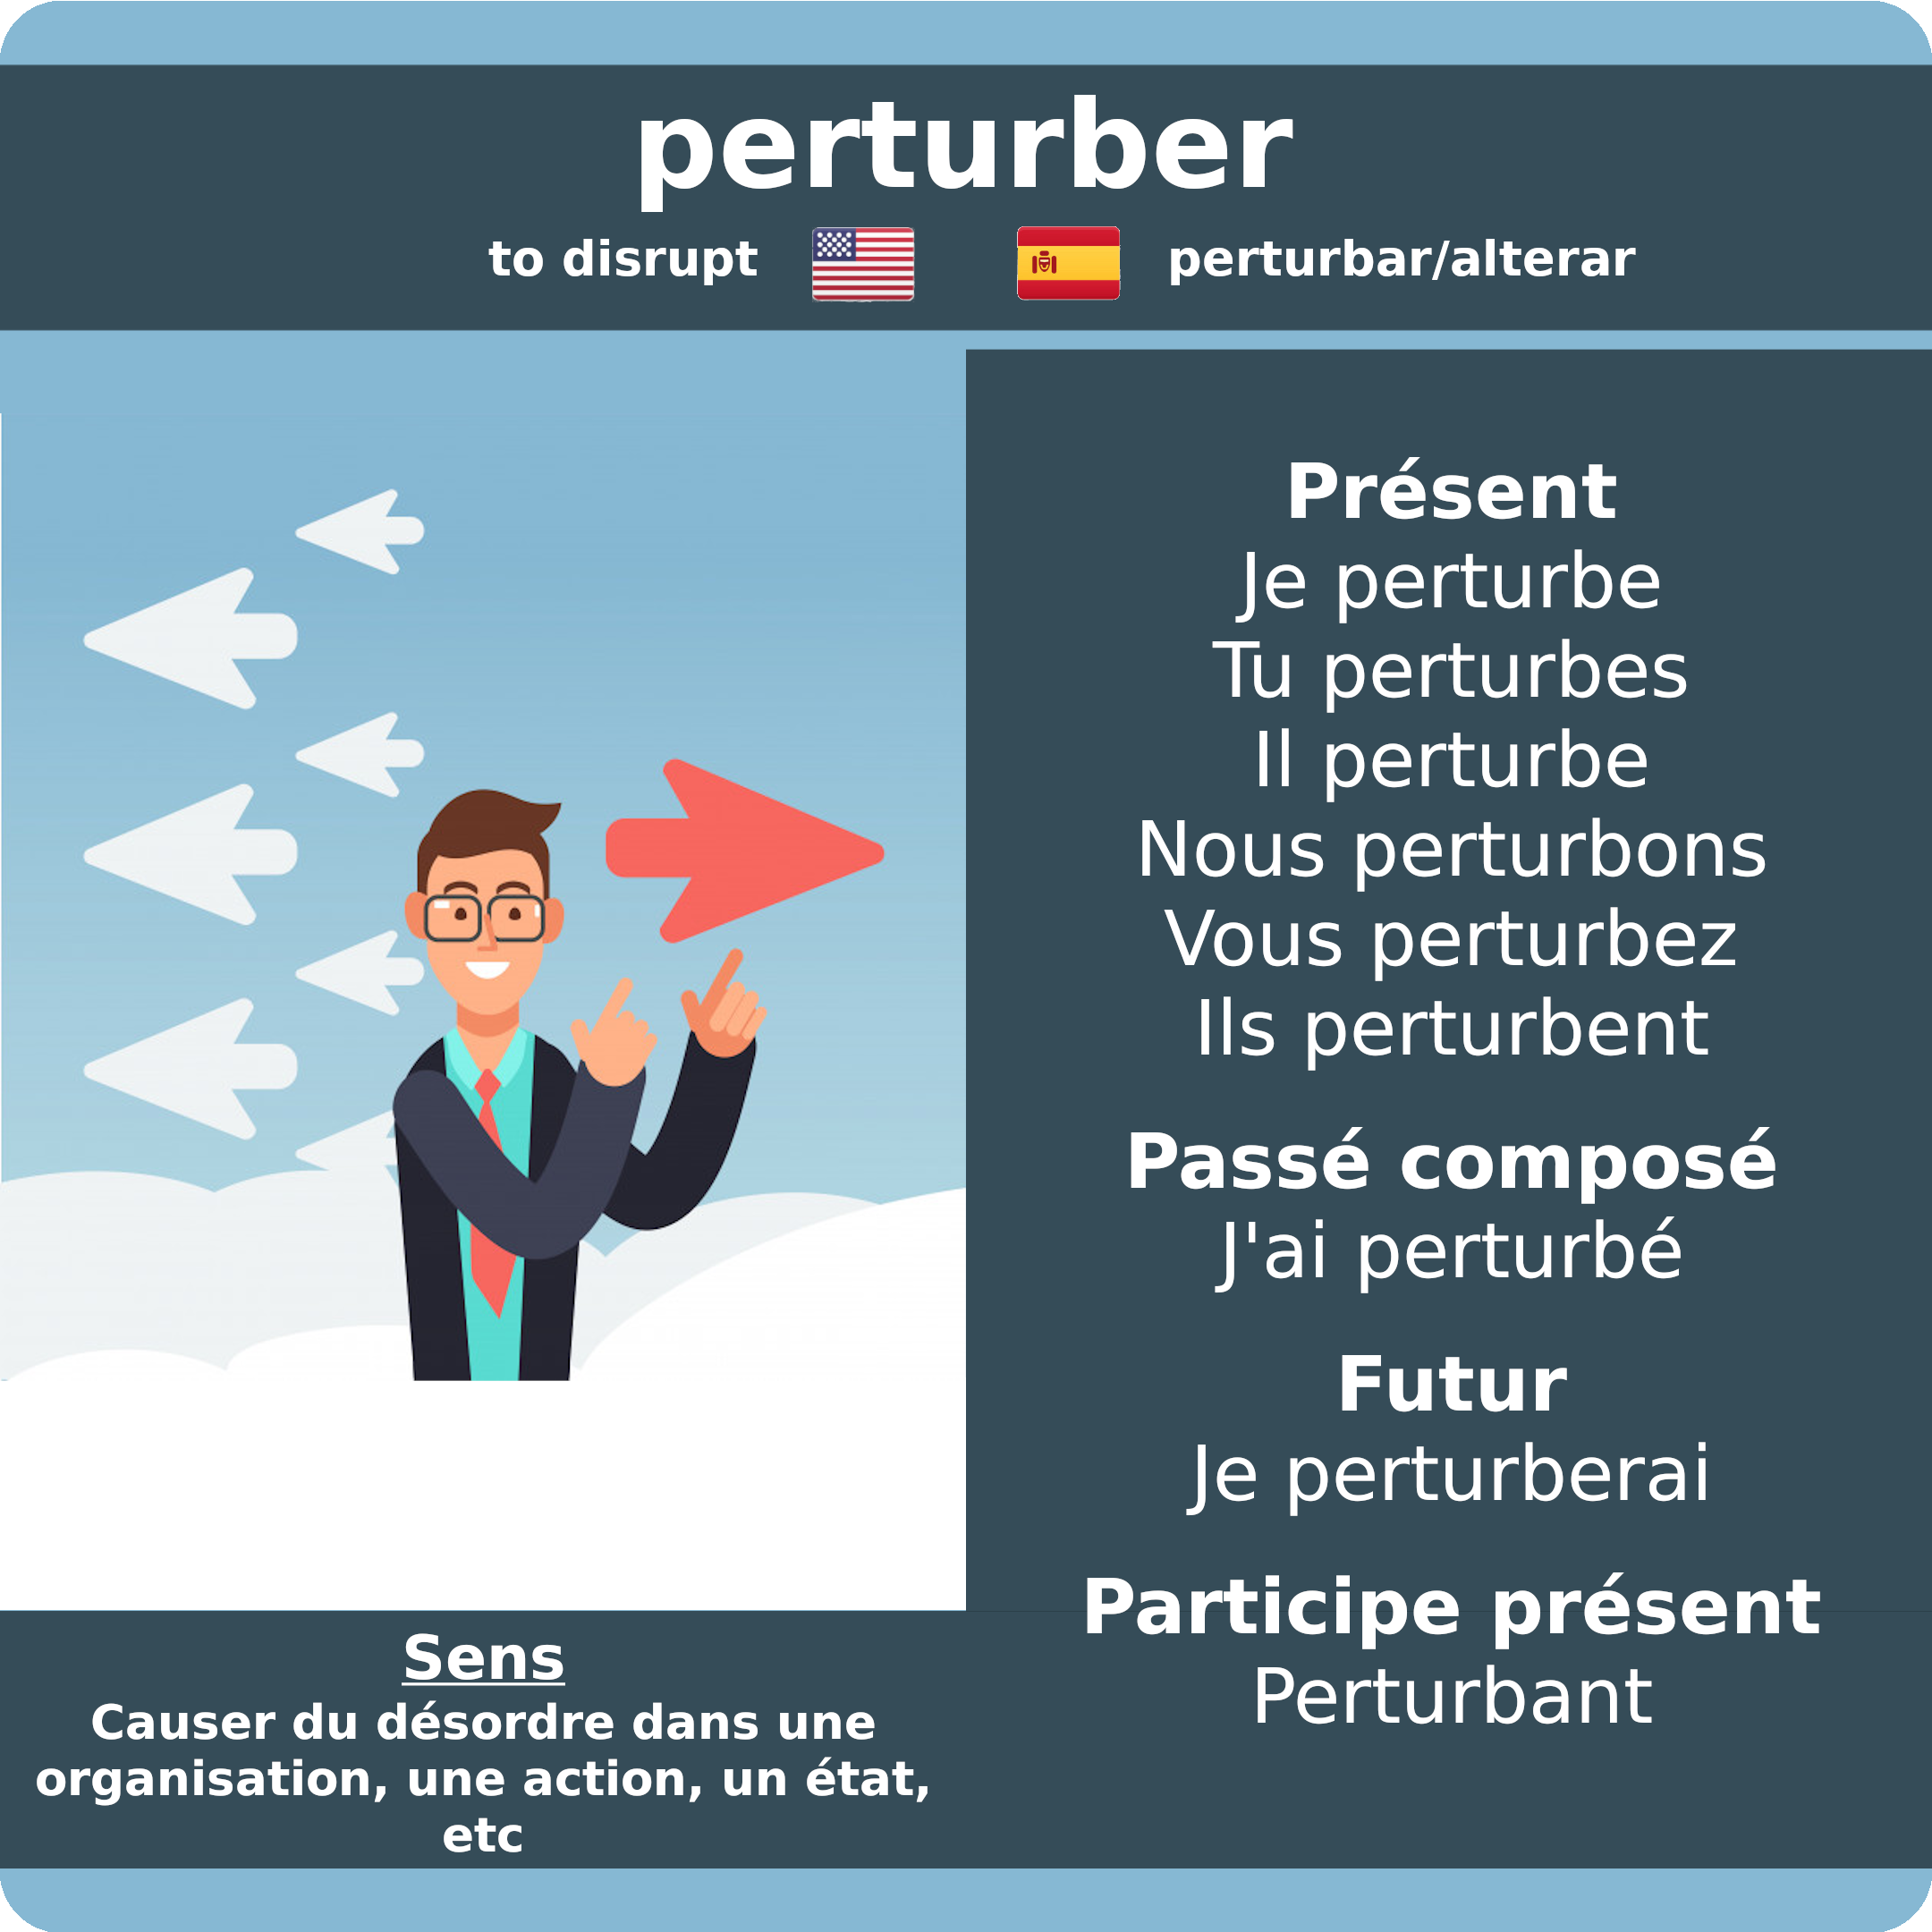 perturber
to disrupt
perturbar/alterar
Présent
Je perturbe
Tu perturbes
Il perturbe
Nous perturbons
Vous perturbez
Ils perturbent
Passé composé
J'ai perturbé
Futur
Je perturberai
Participe présent
Perturbant
Sens
Causer du désordre dans une
organisation, une action, un état,
etc